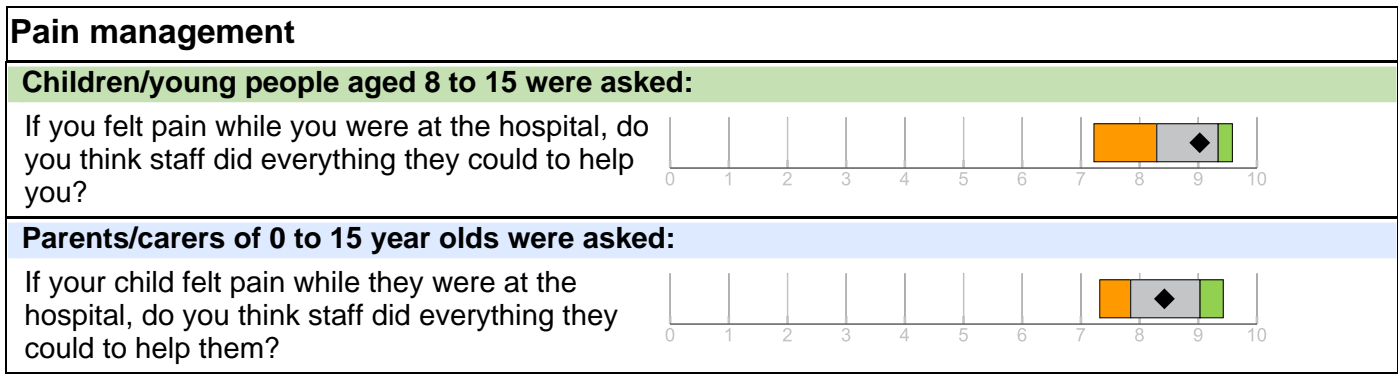 Pain management
Children/young people aged 8 to 15 were asked:
If you felt pain while you were at the hospital, do
you think staff did everything they could to help
you?
0 1 2 3 4 5 6 7 8 9 10
Parents/carers of 0 to 15 year olds were asked:
If your child felt pain while they were at the
hospital, do you think staff did everything they
could to help them?
0 1 2 3 4 5 6 7 8 9 10